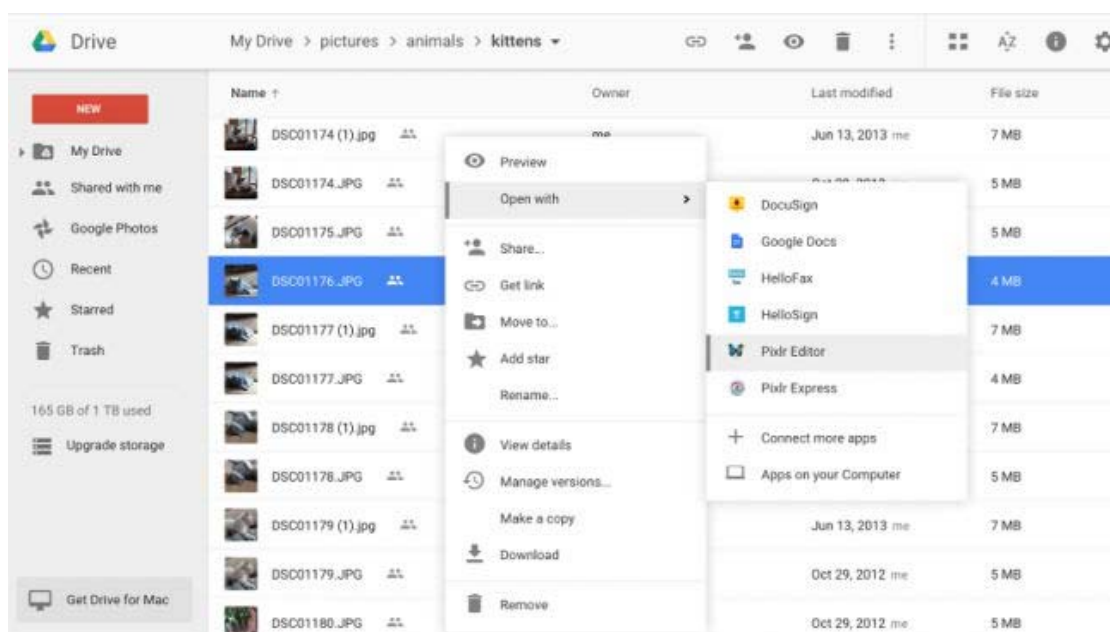 Drive
My Drive > pictures > animals > kittens
NEW
My Drive
Shared with me
Google Photos
Recent
Starred
Trash
165 GB of 1 TB used
Upgrade storage
Get Drive for Mac
Name ↑ Owner Last modified File size
DSC01174 (1).jpg me Jun 13, 2013 me 7 MB
DSC01174.JPG 5 MB
DSC01175.JPG 5 MB
DSC01176.JPG 4 MB
DSC01177 (1).jpg 7 MB
DSC01177.JPG 4 MB
DSC01178 (1).jpg 7 MB
DSC01178.JPG 5 MB
DSC01179 (1).jpg Jun 13, 2013 me 7 MB
DSC01179.JPG Oct 29, 2012 me 5 MB
DSC01180.JPG Oct 29, 2012 me 5 MB
Preview
Open with
Share...
Get link
Move to...
Add star
Rename...
View details
Manage versions...
Make a copy
Download
Remove
DocuSign
Google Docs
HelloFax
HelloSign
Pixlr Editor
Pixlr Express
Connect more apps
Apps on your Computer